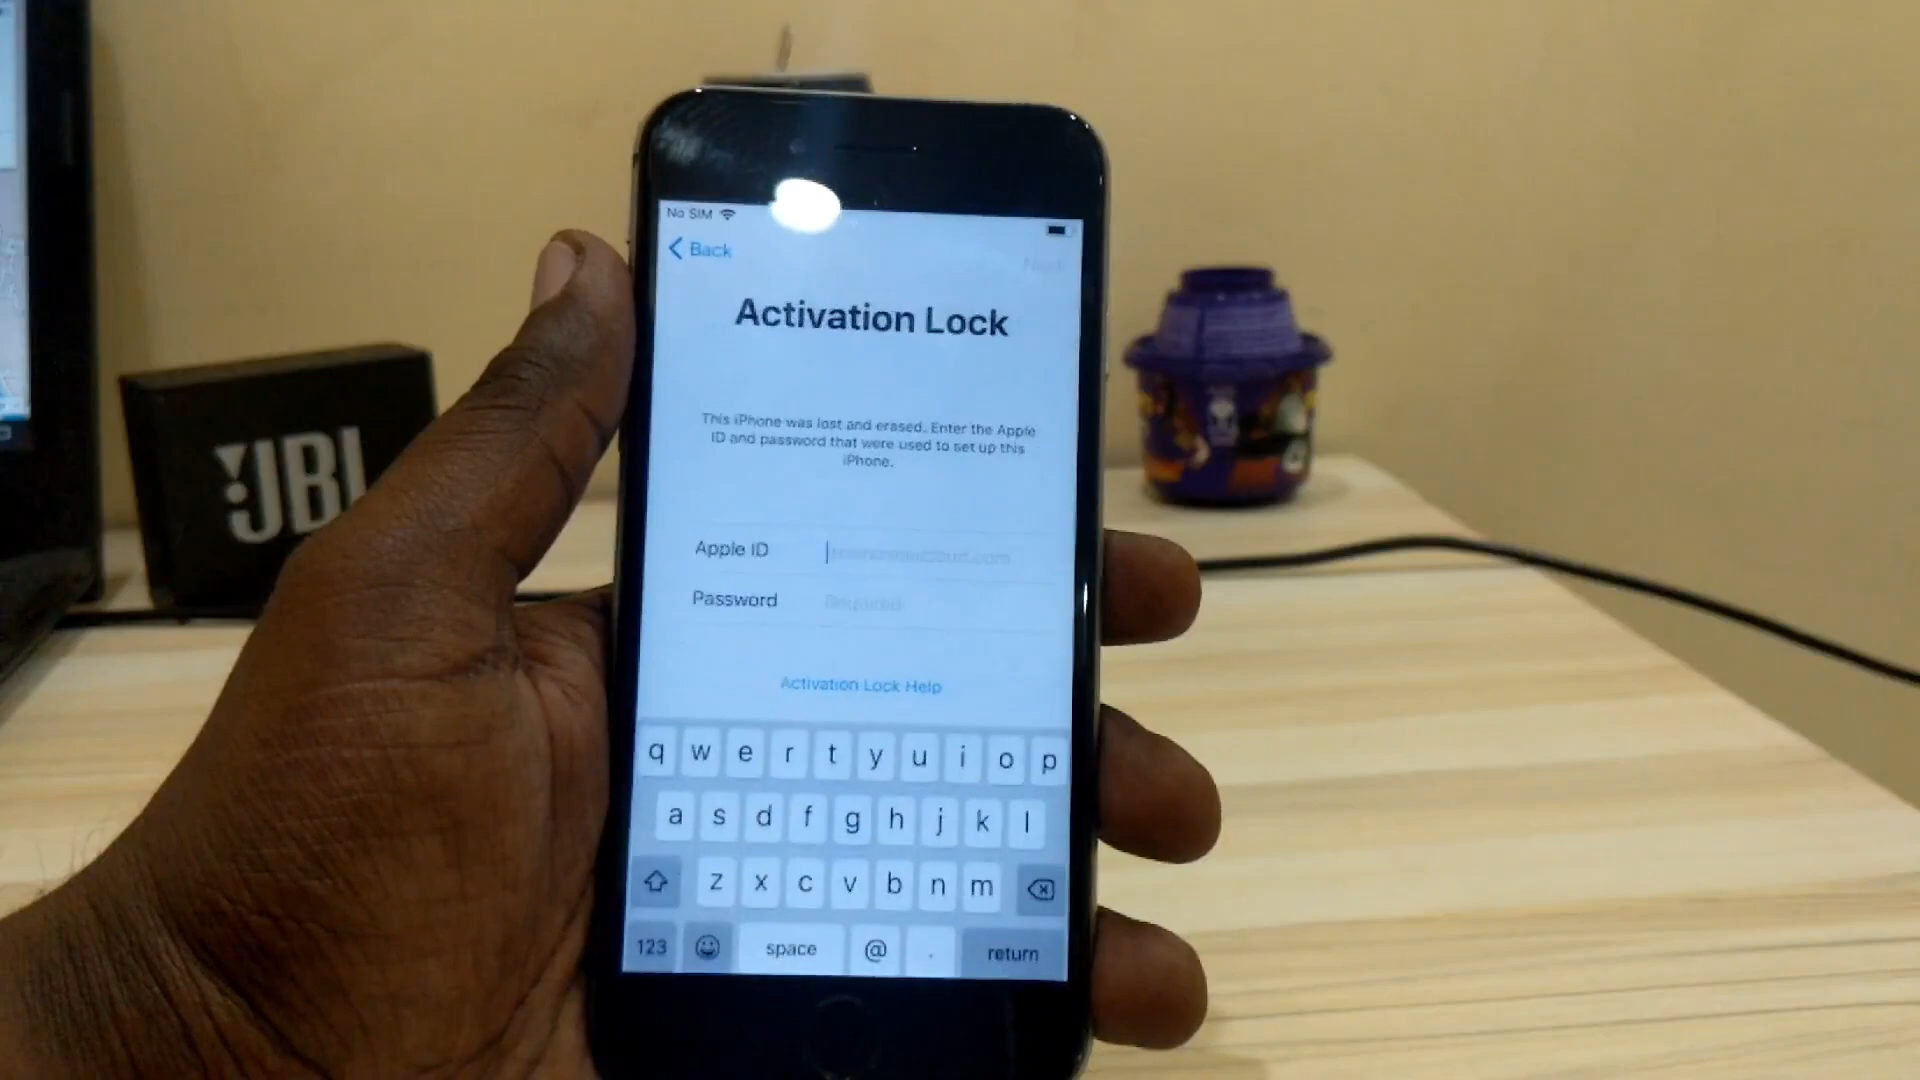 No SIM
Back
Activation Lock
This iPhone was lost and erased. Enter the Apple
ID and password that were used to set up this
iPhone.
Apple ID
Password
Activation Lock Help
q w e r t y u i o p
a s d f g h j k l
z x c v b n m
123 space @ . return
JBL